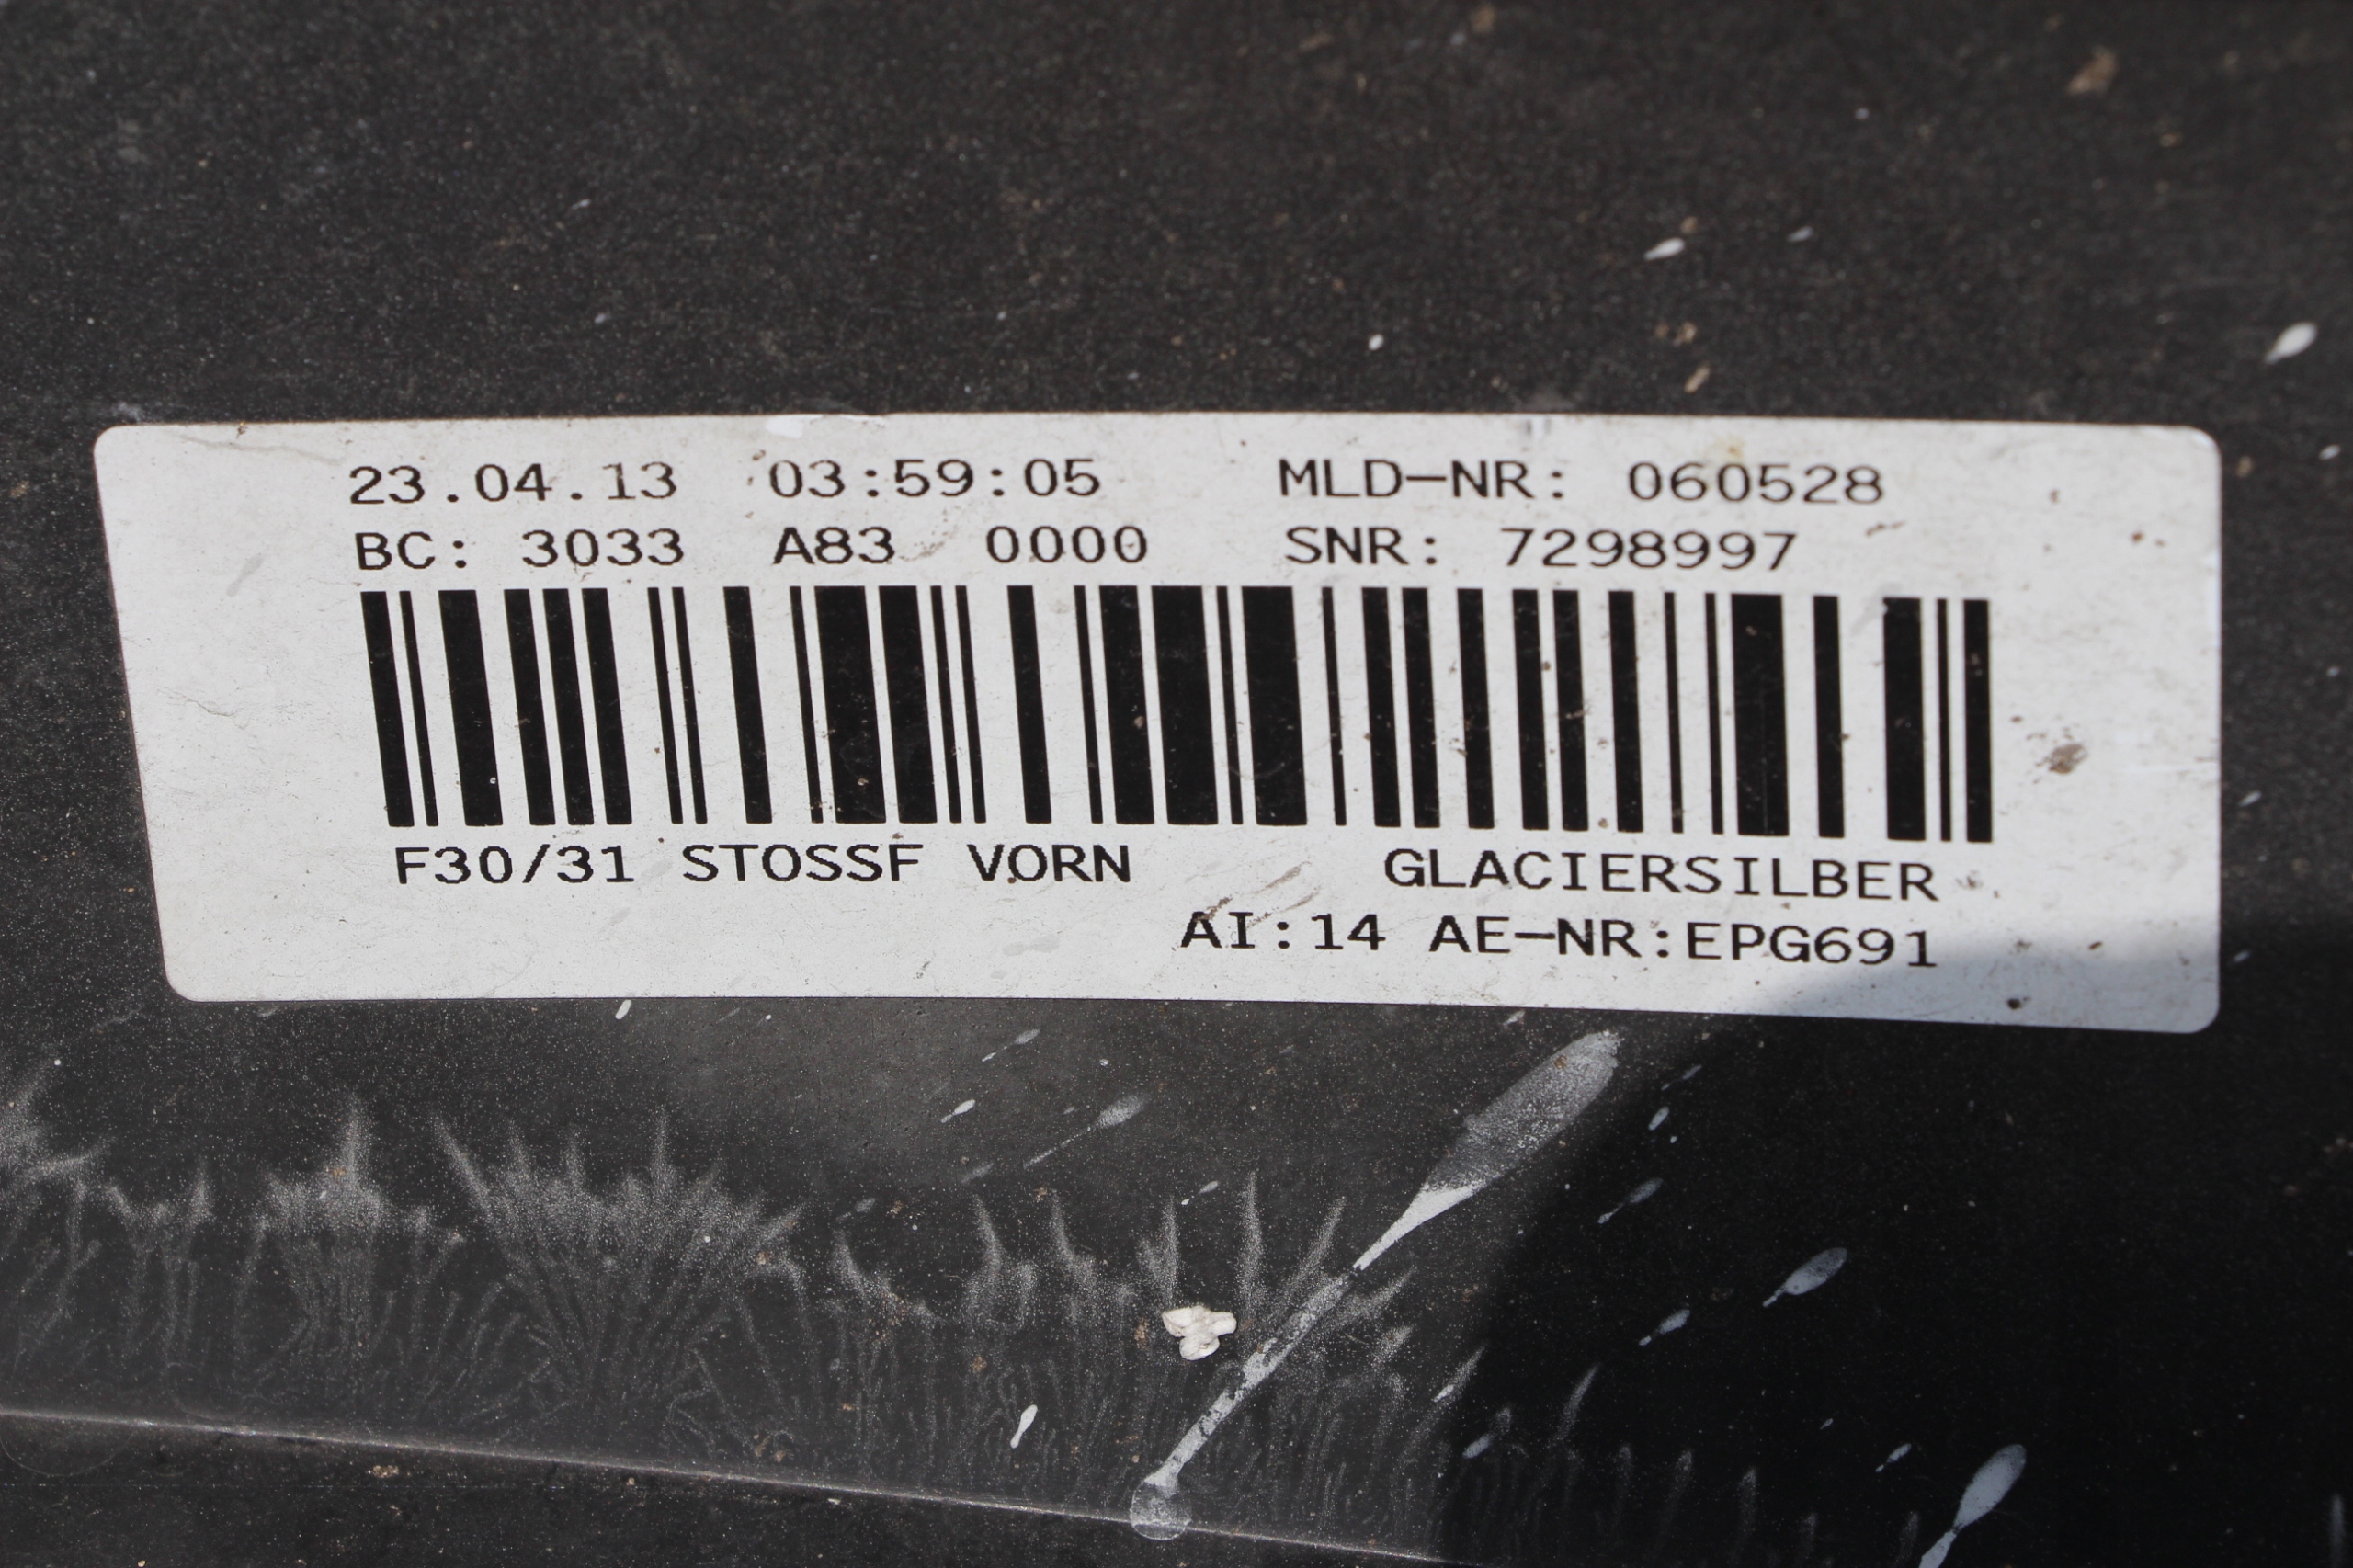 23.04.13 03:59:05 MLD-NR: 060528
BC: 3033 A83 0000 SNR: 7298997
F30/31 STOSSF VORN GLACIERSILBER
AI:14 AE-NR:EPG691